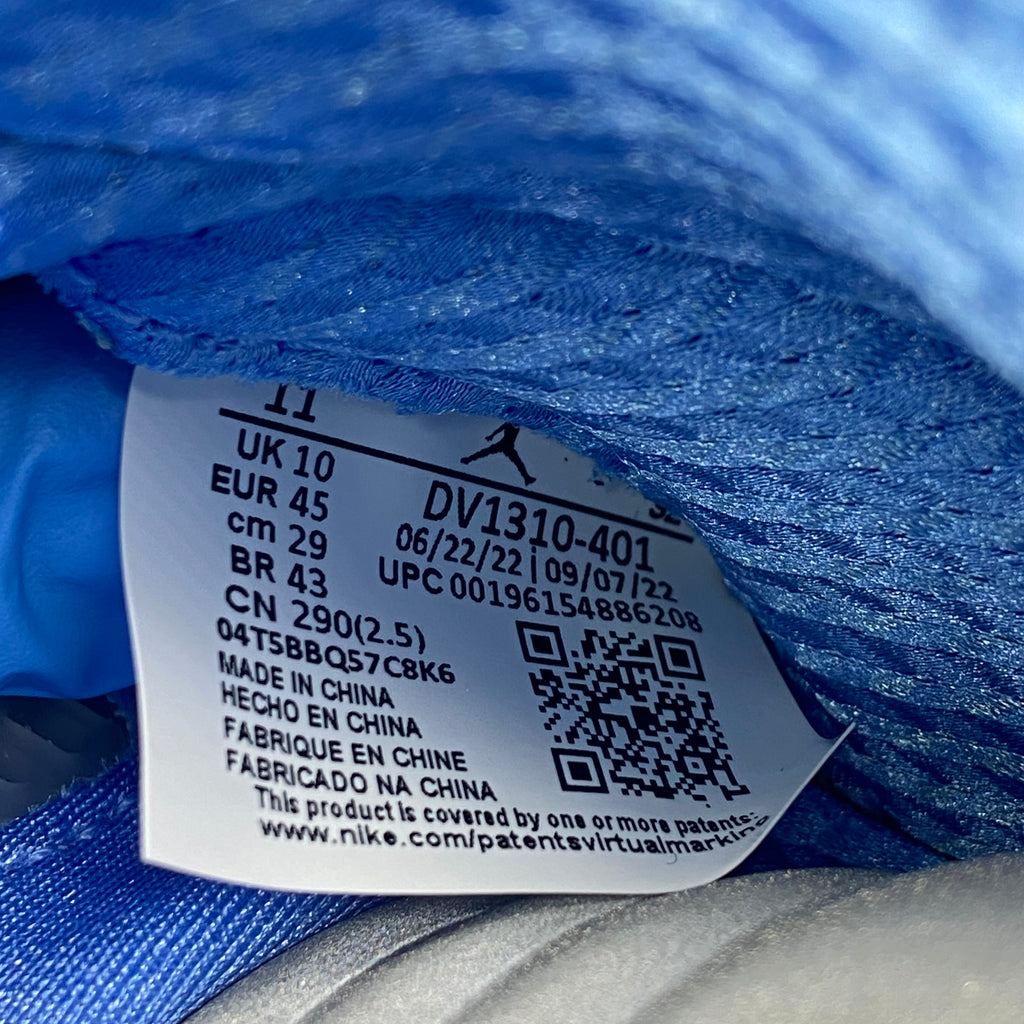 11
UK 10
EUR 45
cm 29
BR 43
CN 290(2.5)
04T5BBQ57C8K6
MADE IN CHINA
HECHO EN CHINA
FABRIQUE EN CHINE
FABRICADO NA CHINA
DV1310-401
06/22/22 | 09/07/22
UPC 00196154886208
This product is covered by one or more patents:
www.nike.com/patentsvirtualmarking